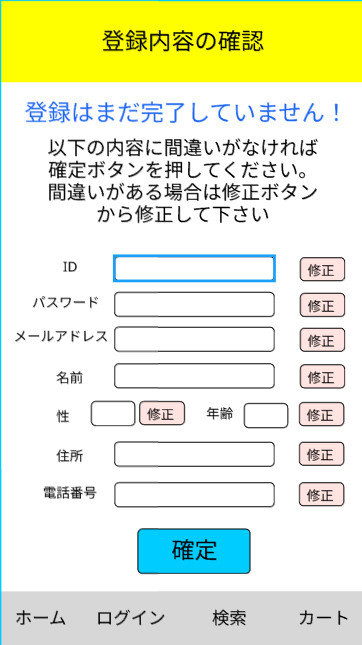 登録内容の確認
登録はまだ完了していません！
以下の内容に間違いがなければ
確定ボタンを押してください。
間違いがある場合は修正ボタン
から修正して下さい
ID 修正
パスワード 修正
メールアドレス 修正
名前 修正
性 修正 年齢 修正
住所 修正
電話番号 修正
確定
ホーム ログイン 検索 カート